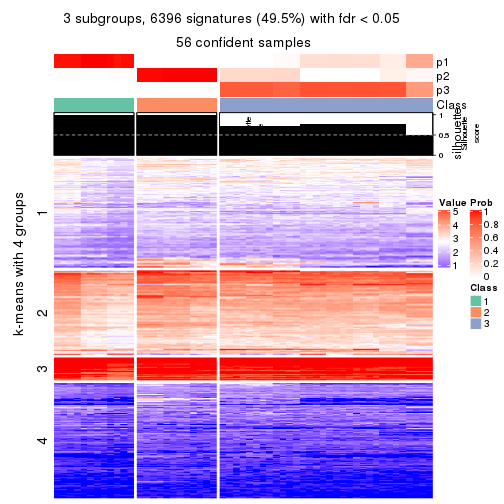 3 subgroups, 6396 signatures (49.5%) with fdr < 0.05
56 confident samples
p1
p2
p3
Class
silhouette
1
0.5
0
Silhouette
score
k-means with 4 groups
1
2
3
4
Value
5
4
3
2
1
Prob
1
0.8
0.6
0.4
0.2
0
Class
1
2
3